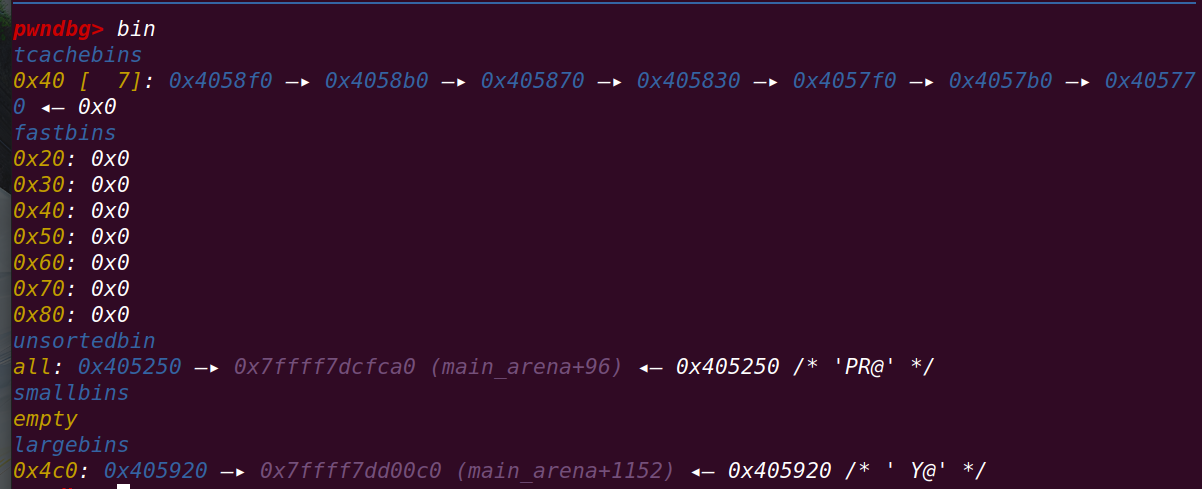 pwndbg> bin
tcachebins
0x40 [  7]: 0x4058f0 —▸ 0x4058b0 —▸ 0x405870 —▸ 0x405830 —▸ 0x4057f0 —▸ 0x4057b0 —▸ 0x40577
0 ◂— 0x0
fastbins
0x20: 0x0
0x30: 0x0
0x40: 0x0
0x50: 0x0
0x60: 0x0
0x70: 0x0
0x80: 0x0
unsortedbin
all: 0x405250 —▸ 0x7ffff7dcfca0 (main_arena+96) ◂— 0x405250 /* 'PR@' */
smallbins
empty
largebins
0x4c0: 0x405920 —▸ 0x7ffff7dd00c0 (main_arena+1152) ◂— 0x405920 /* ' Y@' */